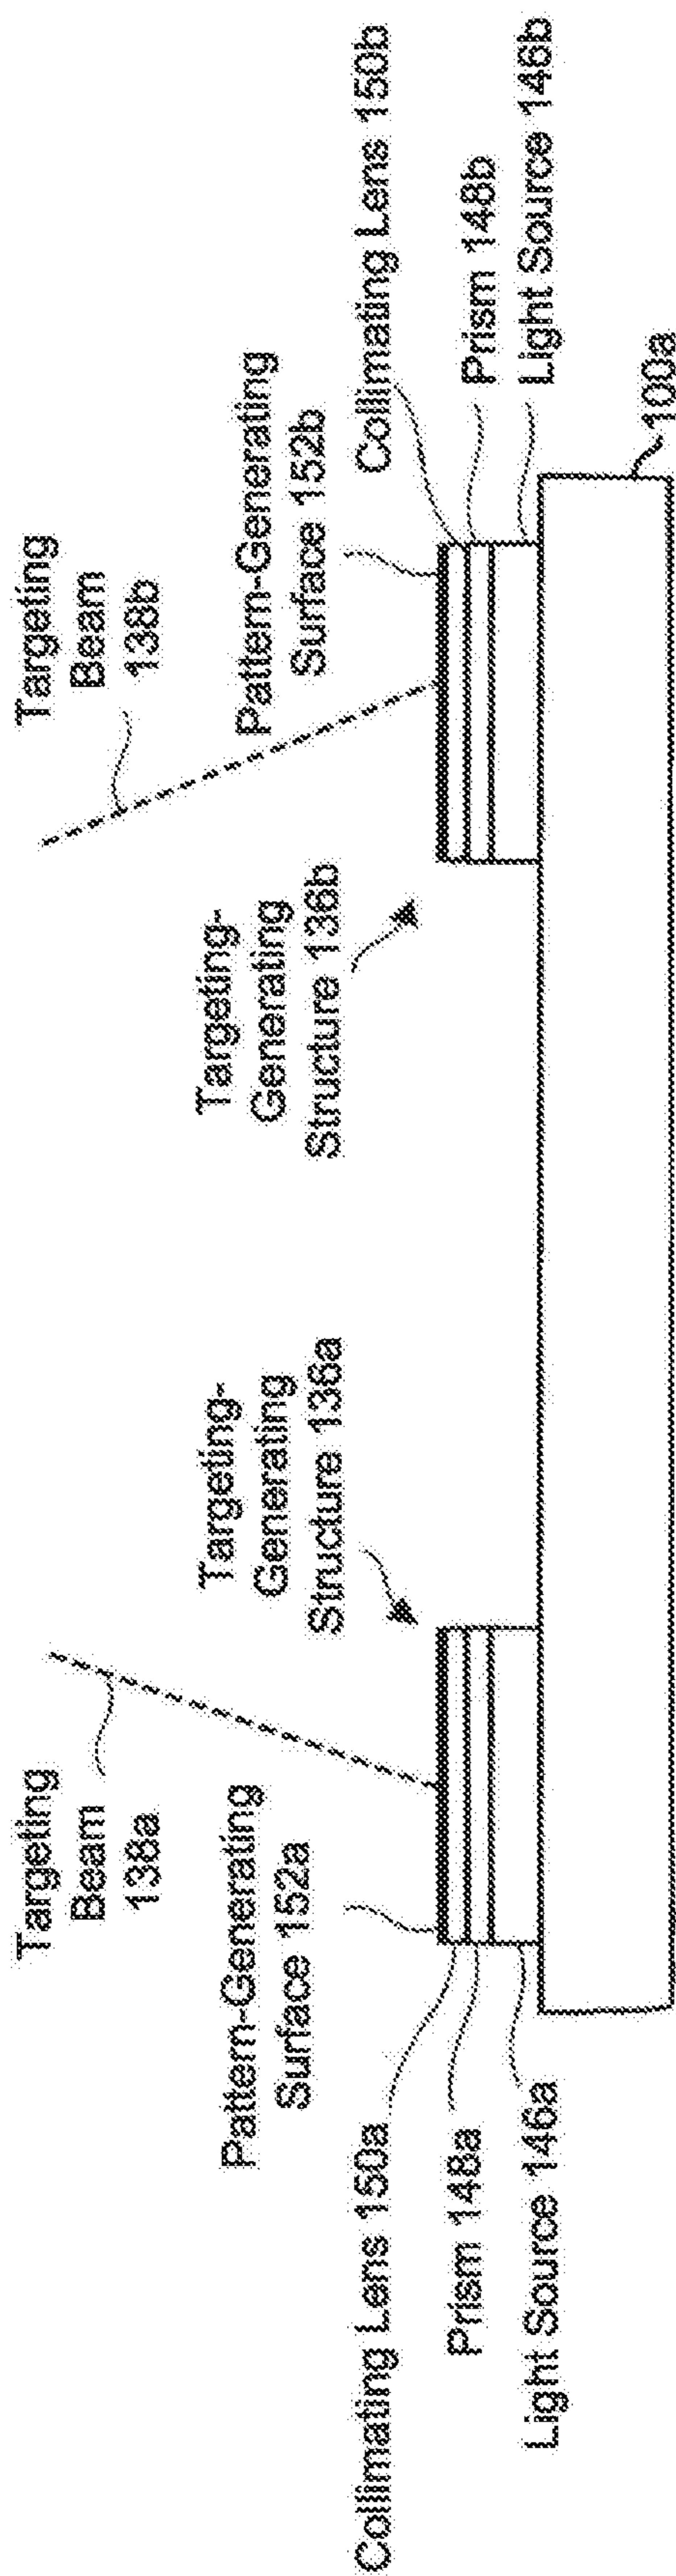 Targeting
Beam
138a
Targeting
Beam
138b
Targeting-
Generating
Structure 136a
Targeting-
Generating
Structure 136b
Pattern-Generating
Surface 152a
Pattern-Generating
Surface 152b
Collimating Lens 150a
Prism 148a
Light Source 146a
Collimating Lens 150b
Prism 148b
Light Source 146b
100a